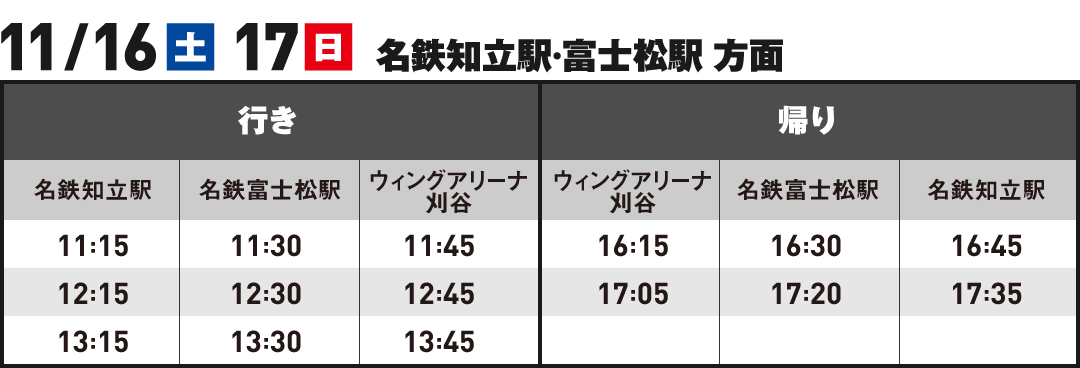 11/16 土 17 日 名鉄知立駅・富士松駅 方面
行き 帰り
名鉄知立駅 名鉄富士松駅 ウィングアリーナ刈谷 ウィングアリーナ刈谷 名鉄富士松駅 名鉄知立駅
11:15 11:30 11:45 16:15 16:30 16:45
12:15 12:30 12:45 17:05 17:20 17:35
13:15 13:30 13:45